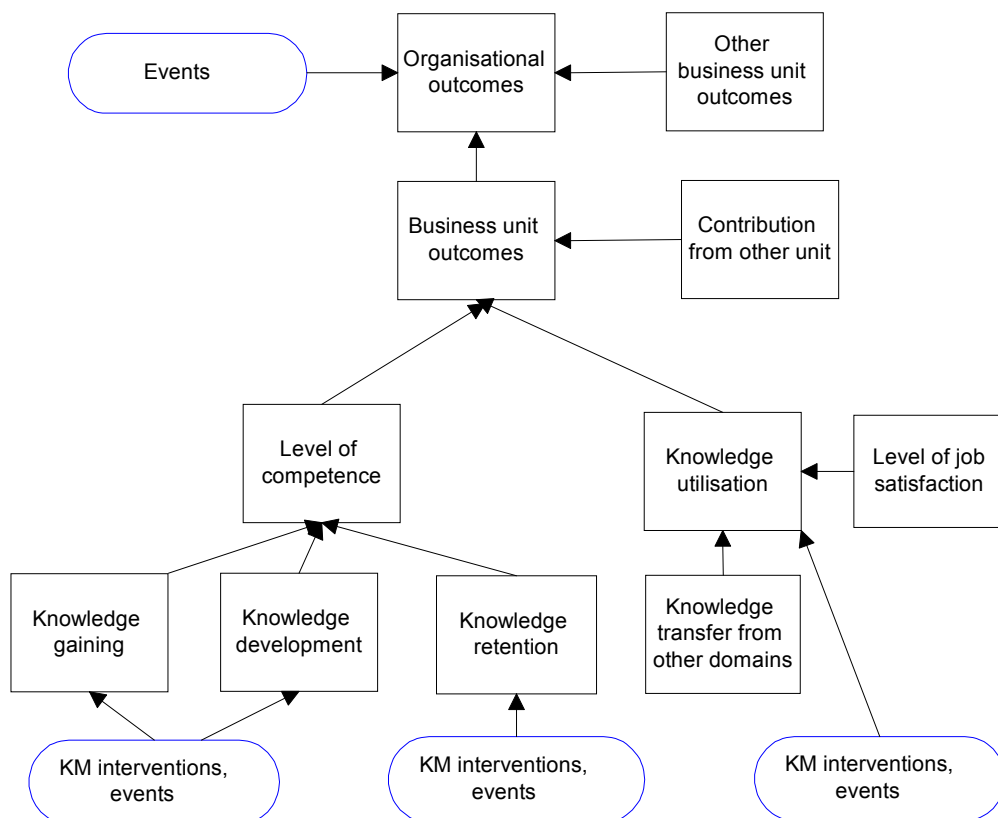 Events
Organisational
outcomes
Other
business unit
outcomes
Business unit
outcomes
Contribution
from other unit
Level of
competence
Knowledge
utilisation
Level of job
satisfaction
Knowledge
gaining
Knowledge
development
Knowledge
retention
Knowledge
transfer from
other domains
KM interventions,
events
KM interventions,
events
KM interventions,
events